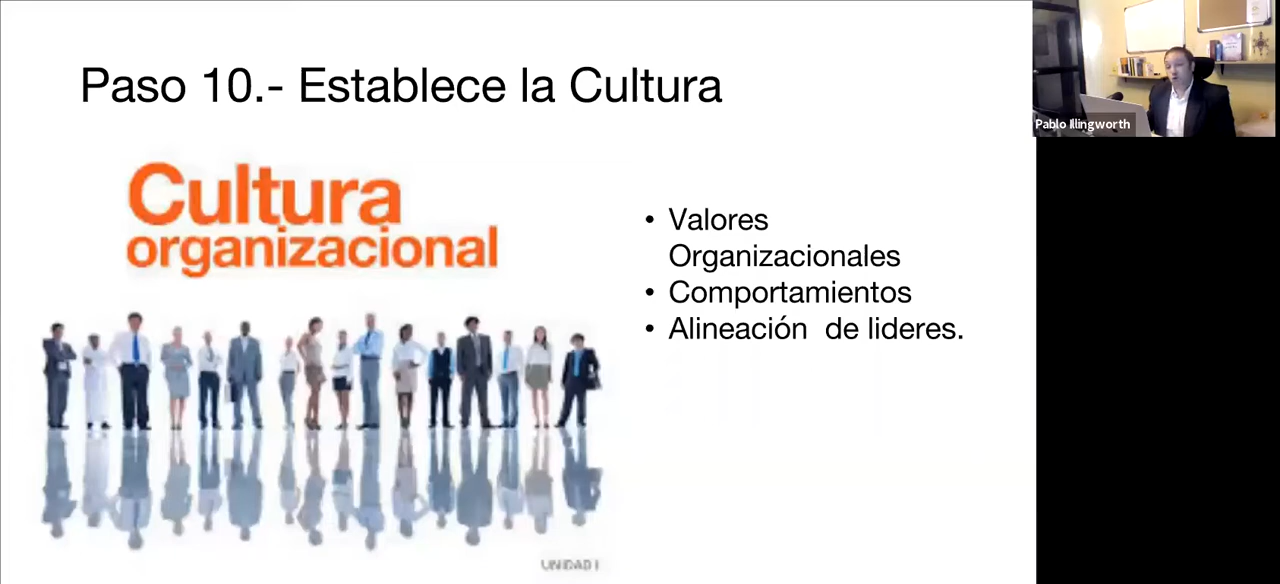 Paso 10.- Establece la Cultura
Cultura
organizacional
• Valores
Organizacionales
• Comportamientos
• Alineación de lideres.
UNIDAD I
Pablo Illingworth